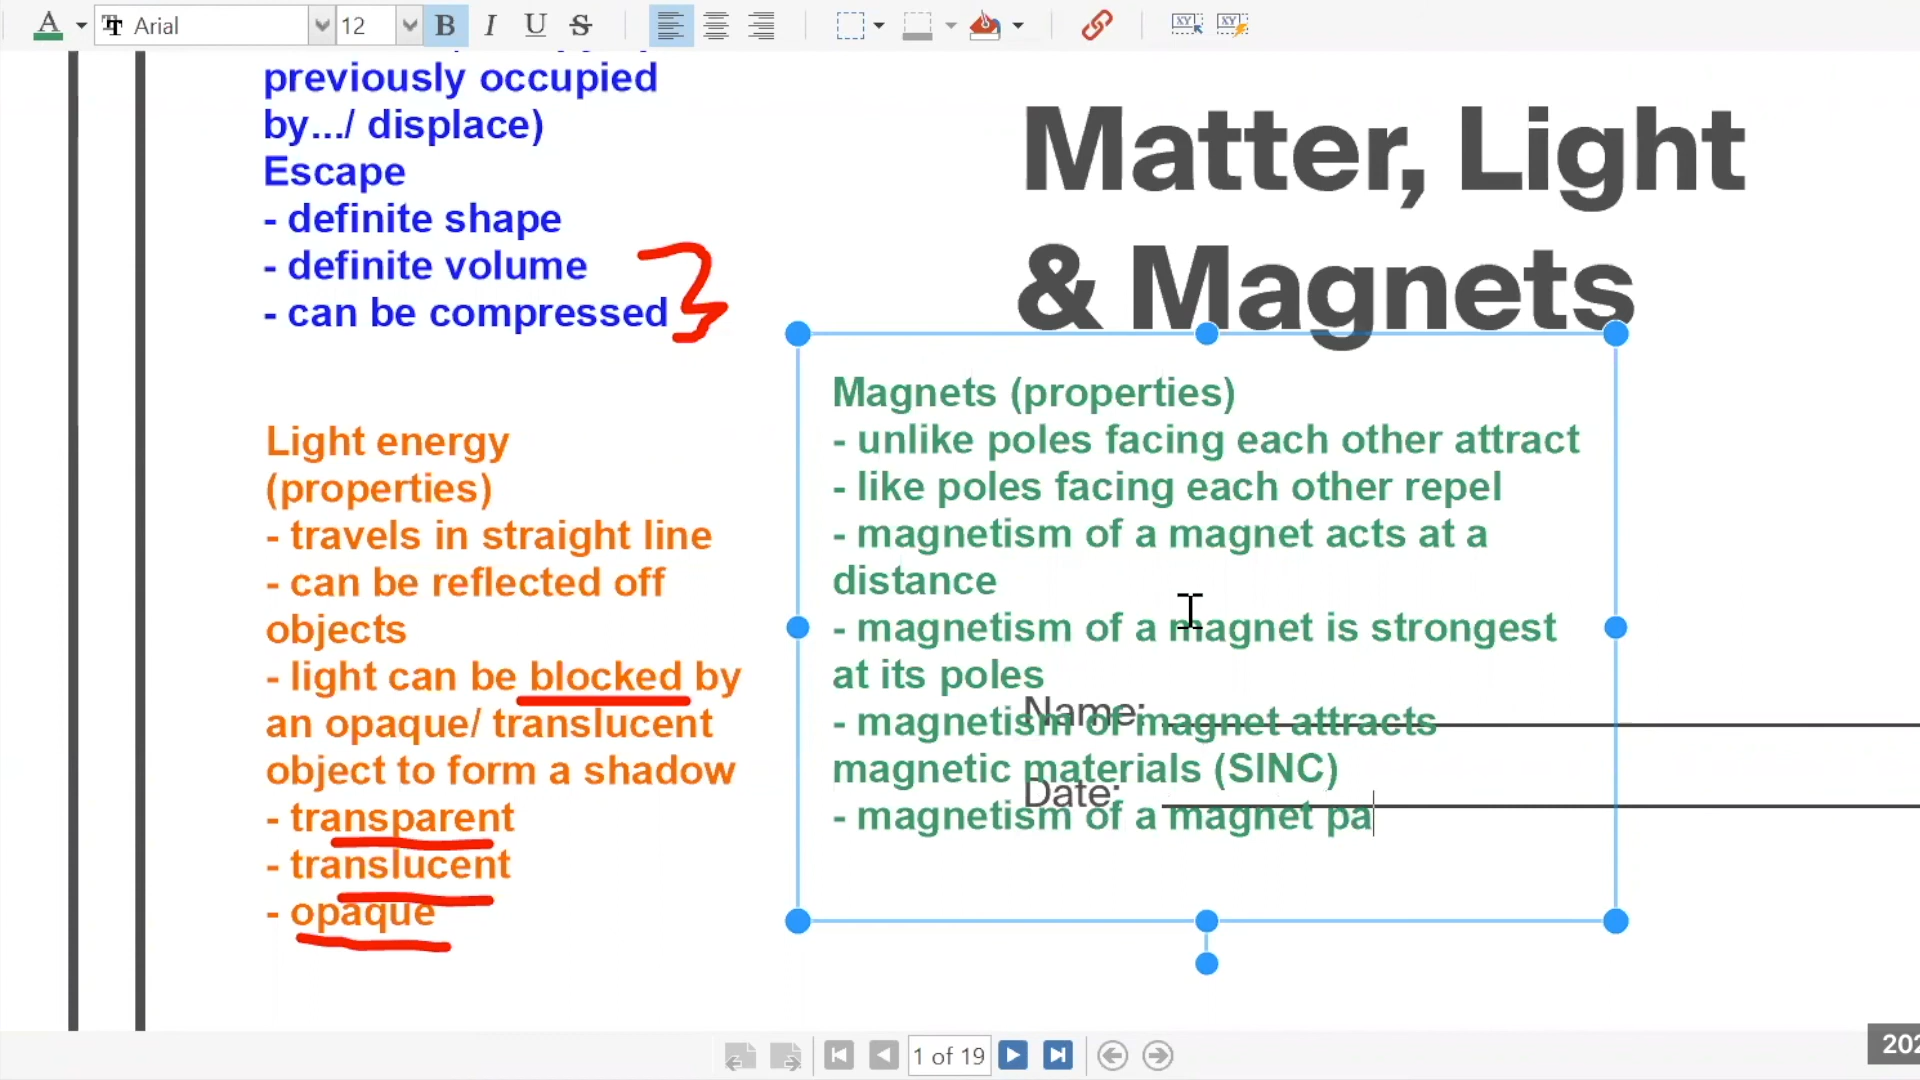 Arial
12
B I U S
previously occupied
by.../ displace)
Escape
- definite shape
- definite volume
- can be compressed
Light energy
(properties)
- travels in straight line
- can be reflected off
objects
- light can be blocked by
an opaque/ translucent
object to form a shadow
- transparent
- translucent
- opaque
Matter, Light
& Magnets
Magnets (properties)
- unlike poles facing each other attract
- like poles facing each other repel
- magnetism of a magnet acts at a
distance
- magnetism of a magnet is strongest
at its poles
- magnetism of magnet attracts
magnetic materials (SINC)
- magnetism of a magnet pa
Name:
Date:
1 of 19